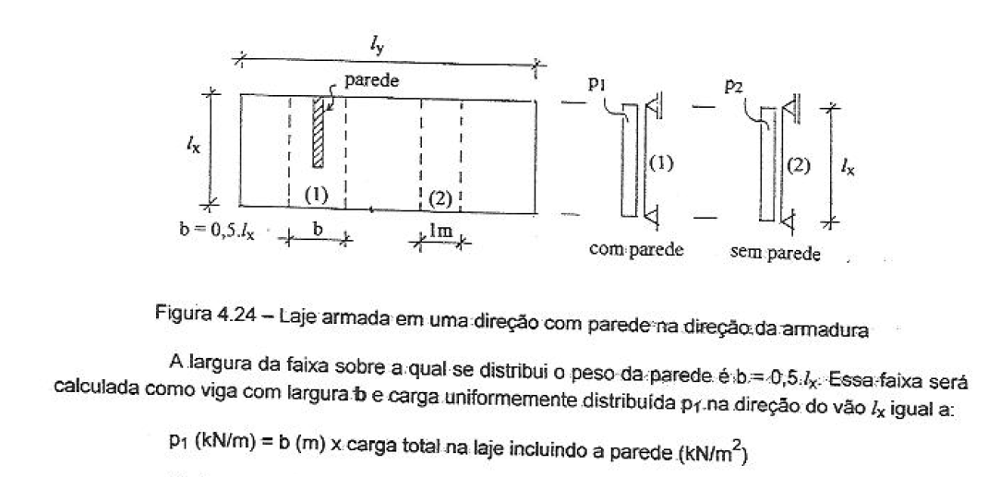 l_y
parede
p1
p2
l_x
(1)
(2)
(1)
(2)
l_x
b = 0,5.l_x
b
1m
com parede
sem parede
Figura 4.24 – Laje armada em uma direção com parede na direção da armadura
A largura da faixa sobre a qual se distribui o peso da parede é b = 0,5.l_x. Essa faixa será
calculada como viga com largura b e carga uniformemente distribuída p1 na direção do vão l_x igual a:
p1 (kN/m) = b (m) x carga total na laje incluindo a parede (kN/m²)